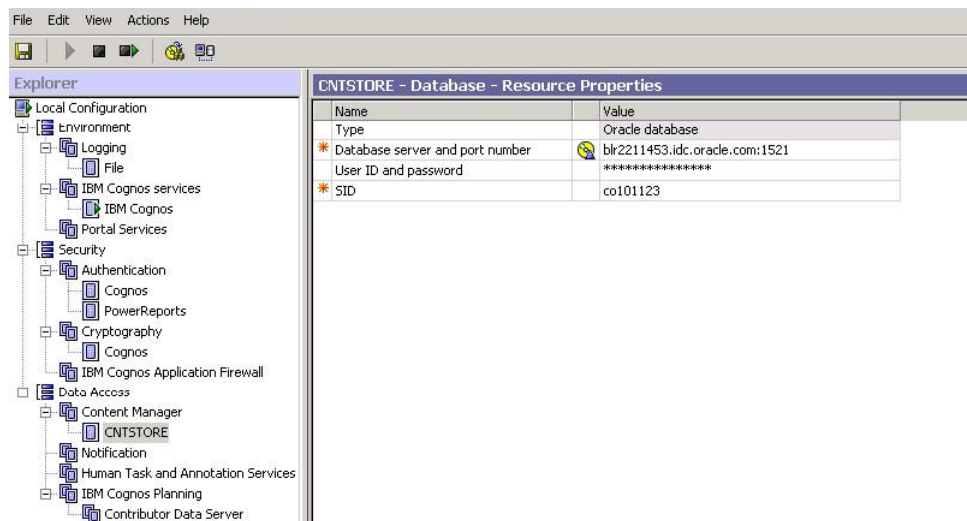 File Edit View Actions Help
Explorer
Local Configuration
Environment
Logging
File
IBM Cognos services
IBM Cognos
Portal Services
Security
Authentication
Cognos
PowerReports
Cryptography
Cognos
IBM Cognos Application Firewall
Data Access
Content Manager
CNTSTORE
Notification
Human Task and Annotation Services
IBM Cognos Planning
Contributor Data Server
CNTSTORE - Database - Resource Properties
Name Value
Type Oracle database
* Database server and port number blr2211453.idc.oracle.com:1521
User ID and password ***************
* SID co101123